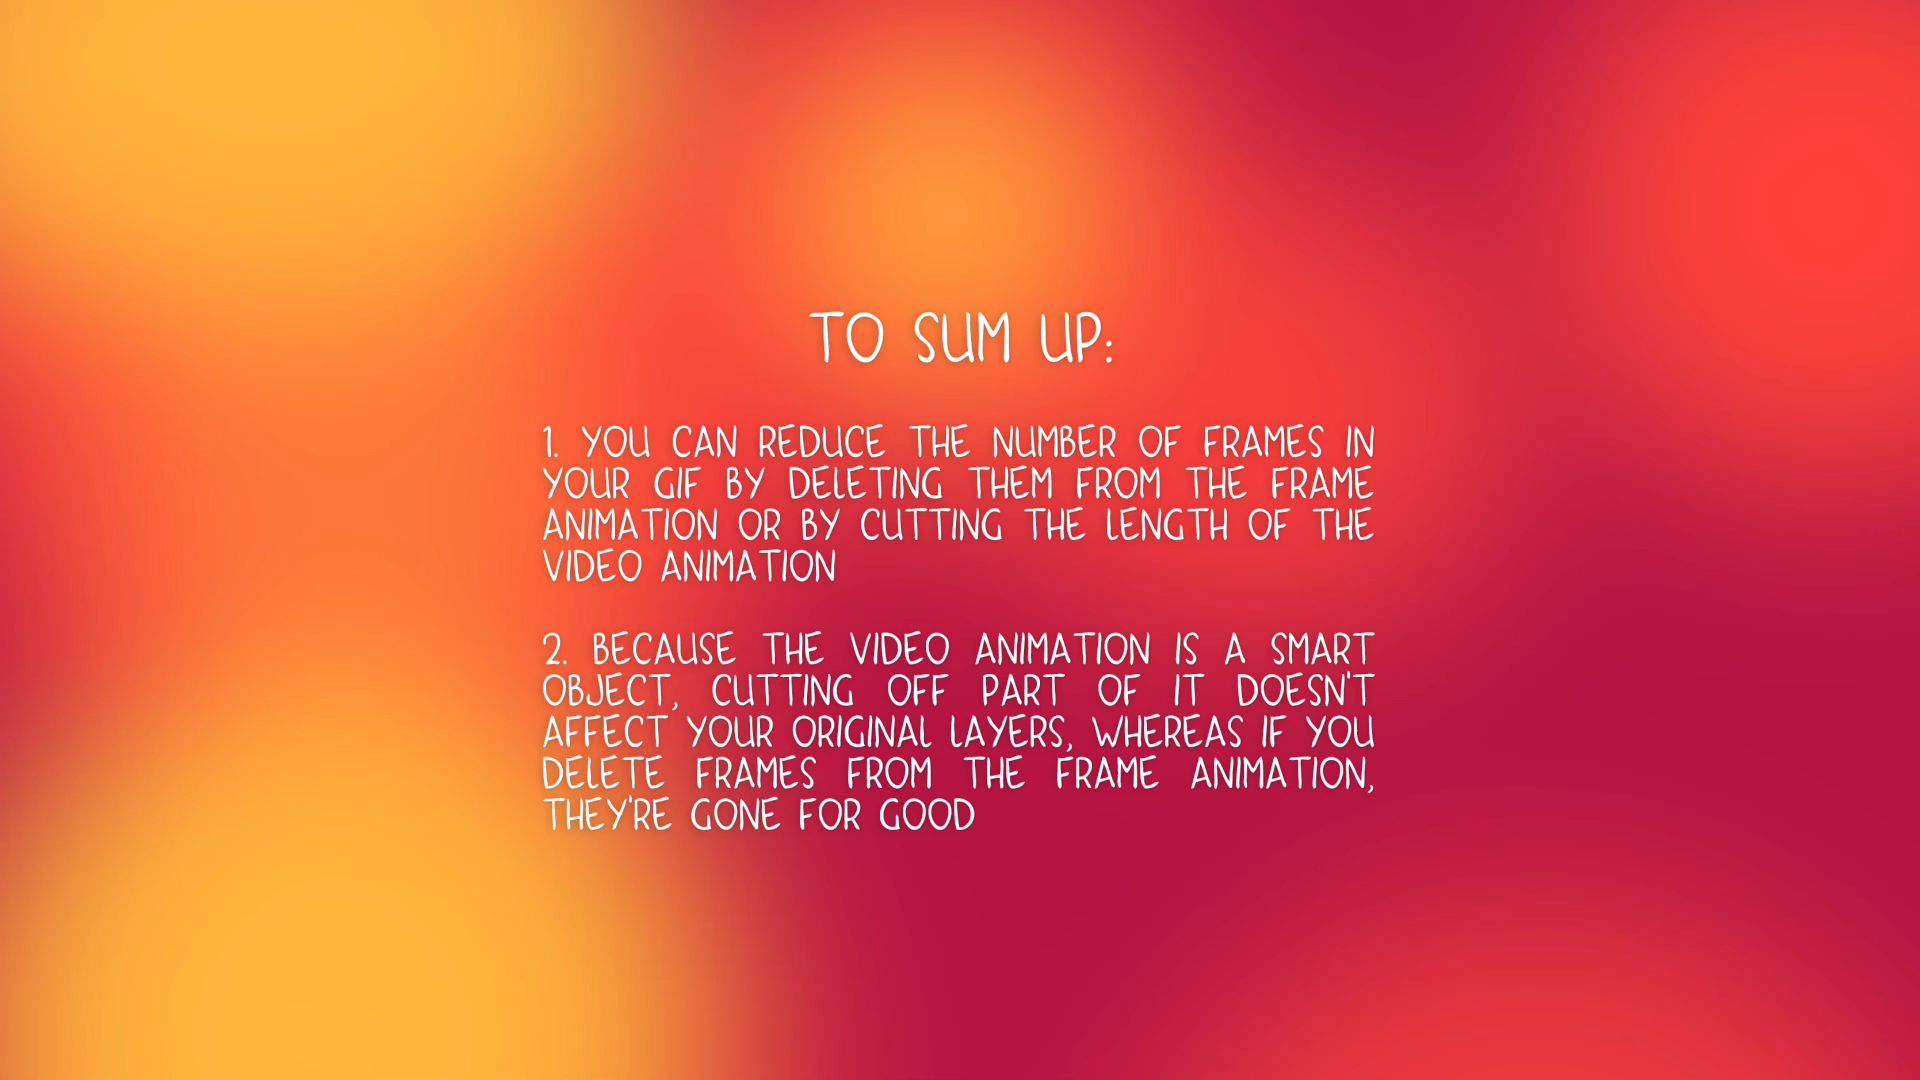 TO SUM UP:
1. YOU CAN REDUCE THE NUMBER OF FRAMES IN
YOUR GIF BY DELETING THEM FROM THE FRAME
ANIMATION OR BY CUTTING THE LENGTH OF THE
VIDEO ANIMATION
2. BECAUSE THE VIDEO ANIMATION IS A SMART
OBJECT, CUTTING OFF PART OF IT DOESN'T
AFFECT YOUR ORIGINAL LAYERS, WHEREAS IF YOU
DELETE FRAMES FROM THE FRAME ANIMATION,
THEY'RE GONE FOR GOOD